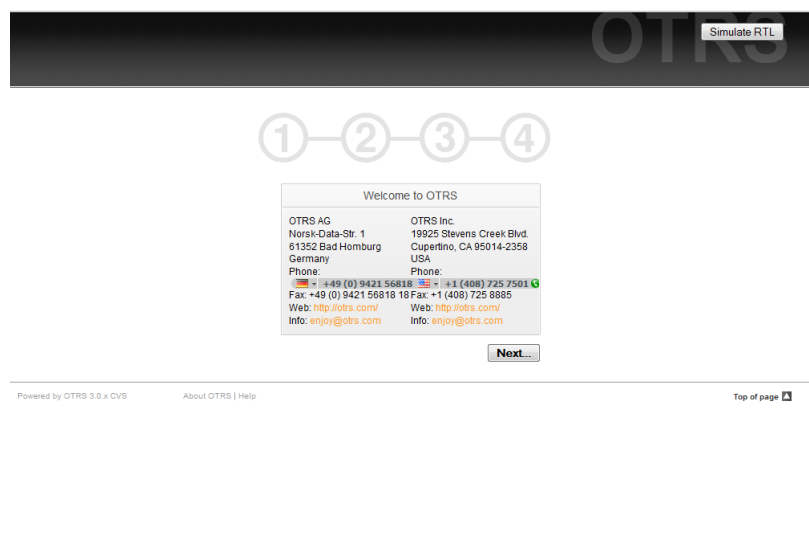 OTRS
Simulate RTL
1 2 3 4
Welcome to OTRS
OTRS AG
Norsk-Data-Str. 1
61352 Bad Homburg
Germany
Phone:
+49 (0) 9421 56818
Fax: +49 (0) 9421 56818 18
Web: http://otrs.com/
Info: enjoy@otrs.com
OTRS Inc.
19925 Stevens Creek Blvd.
Cupertino, CA 95014-2358
USA
Phone:
+1 (408) 725 7501
Fax: +1 (408) 725 8885
Web: http://otrs.com/
Info: enjoy@otrs.com
Next...
Powered by OTRS 3.0.x CVS
About OTRS | Help
Top of page